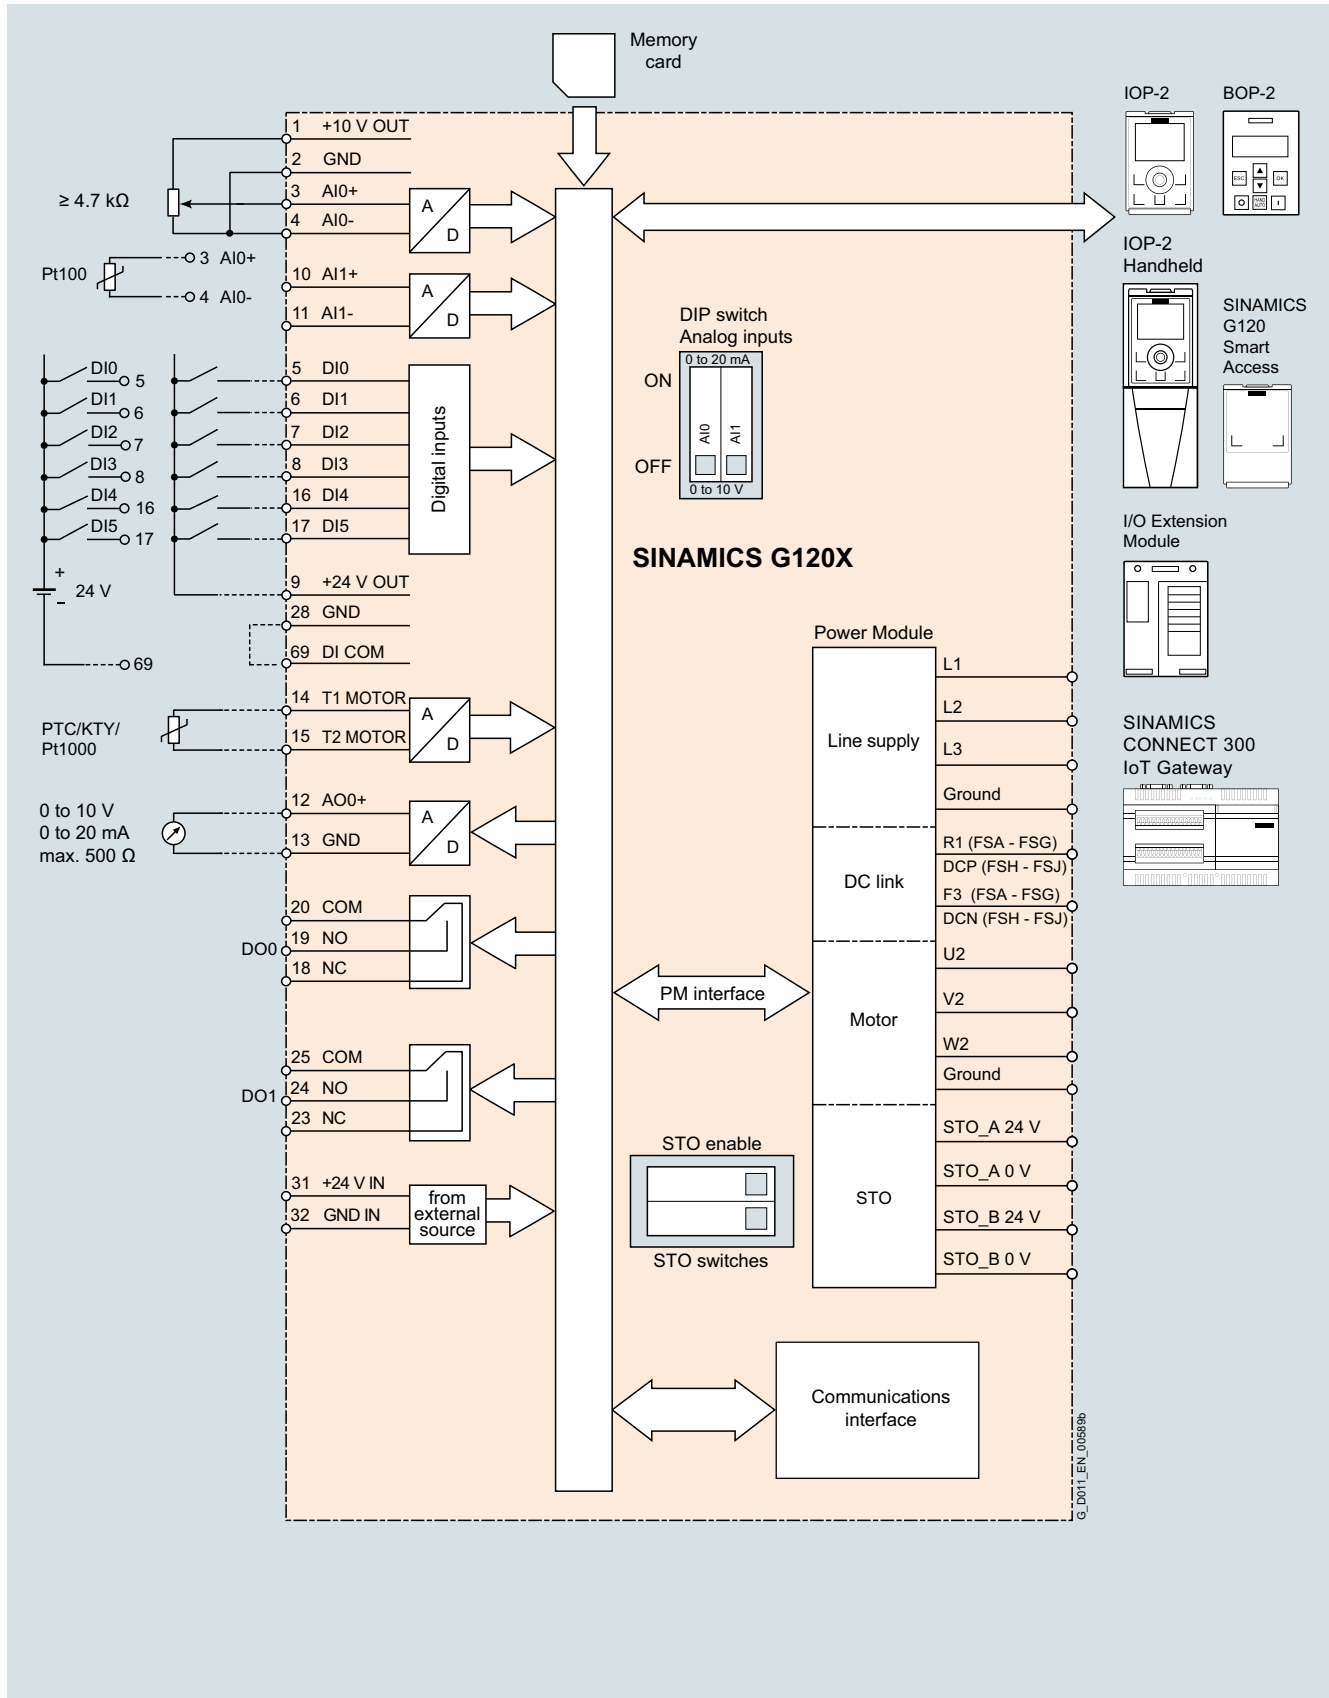 Memory
card
IOP-2
BOP-2
ESC
OK
HAND
AUTO
O
I
IOP-2
Handheld
SINAMICS
G120
Smart
Access
I/O Extension
Module
SINAMICS
CONNECT 300
IoT Gateway
1 +10 V OUT
2 GND
3 AI0+
4 AI0-
≥ 4.7 kΩ
A
D
Pt100
3 AI0+
4 AI0-
10 AI1+
11 AI1-
A
D
DI0
5
DI1
6
DI2
7
DI3
8
DI4
16
DI5
17
+
24 V
–
69
5 DI0
6 DI1
7 DI2
8 DI3
16 DI4
17 DI5
Digital inputs
9 +24 V OUT
28 GND
69 DI COM
14 T1 MOTOR
15 T2 MOTOR
A
D
PTC/KTY/
Pt1000
12 AO0+
13 GND
A
D
0 to 10 V
0 to 20 mA
max. 500 Ω
20 COM
19 NO
18 NC
DO0
25 COM
24 NO
23 NC
DO1
31 +24 V IN
32 GND IN
from
external
source
DIP switch
Analog inputs
0 to 20 mA
ON
AI0
AI1
OFF
0 to 10 V
SINAMICS G120X
Power Module
Line supply
L1
L2
L3
Ground
DC link
R1 (FSA - FSG)
DCP (FSH - FSJ)
F3 (FSA - FSG)
DCN (FSH - FSJ)
PM interface
Motor
U2
V2
W2
Ground
STO
STO_A 24 V
STO_A 0 V
STO_B 24 V
STO_B 0 V
STO enable
STO switches
Communications
interface
G_D011_EN_00589b